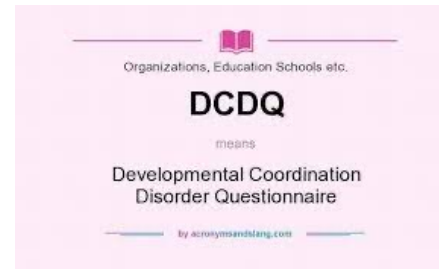 Organizations, Education Schools etc.
DCDQ
means
Developmental Coordination
Disorder Questionnaire
by acronymsandslang.com